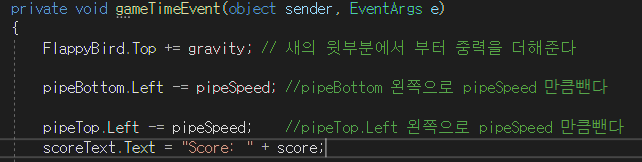 private void gameTimeEvent(object sender, EventArgs e)
{
FlappyBird.Top += gravity; // 새의 윗부분에서 부터 중력을 더해준다
pipeBottom.Left -= pipeSpeed; //pipeBottom 왼쪽으로 pipeSpeed 만큼뺀다
pipeTop.Left -= pipeSpeed; //pipeTop.Left 왼쪽으로 pipeSpeed 만큼뺀다
scoreText.Text = "Score: " + score;